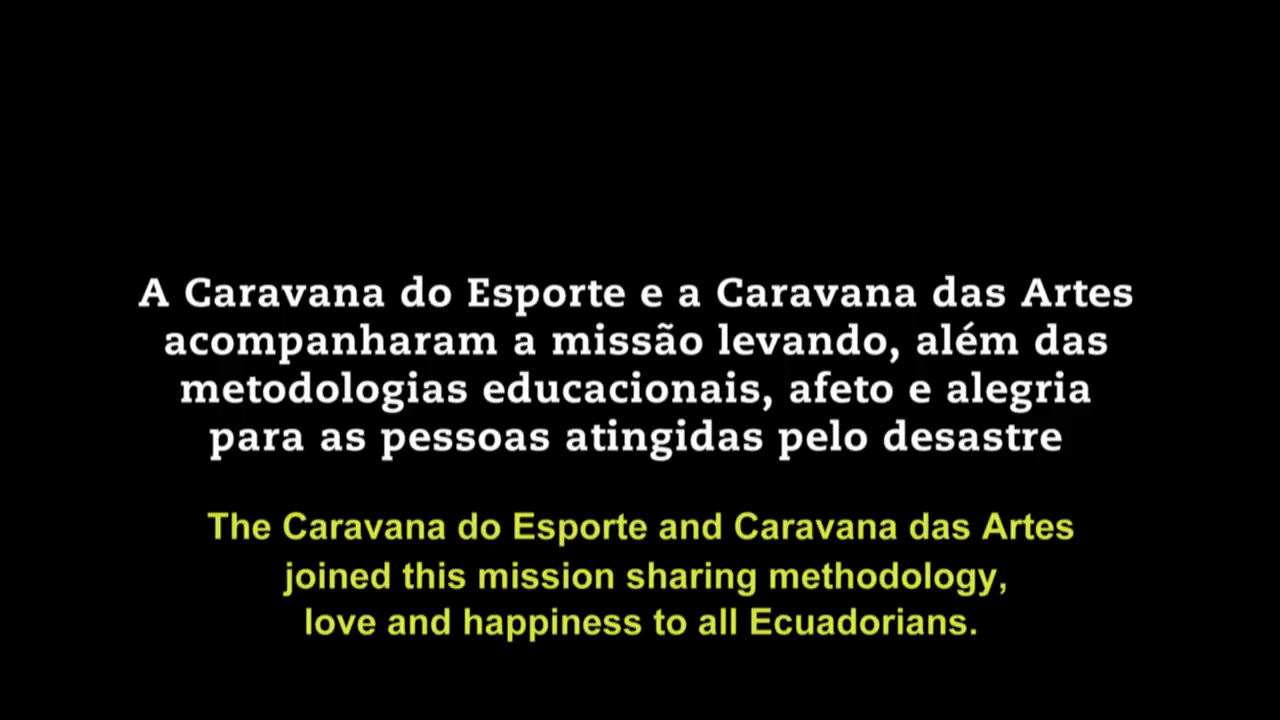 A Caravana do Esporte e a Caravana das Artes
acompanharam a missão levando, além das
metodologias educacionais, afeto e alegria
para as pessoas atingidas pelo desastre
The Caravana do Esporte and Caravana das Artes
joined this mission sharing methodology,
love and happiness to all Ecuadorians.